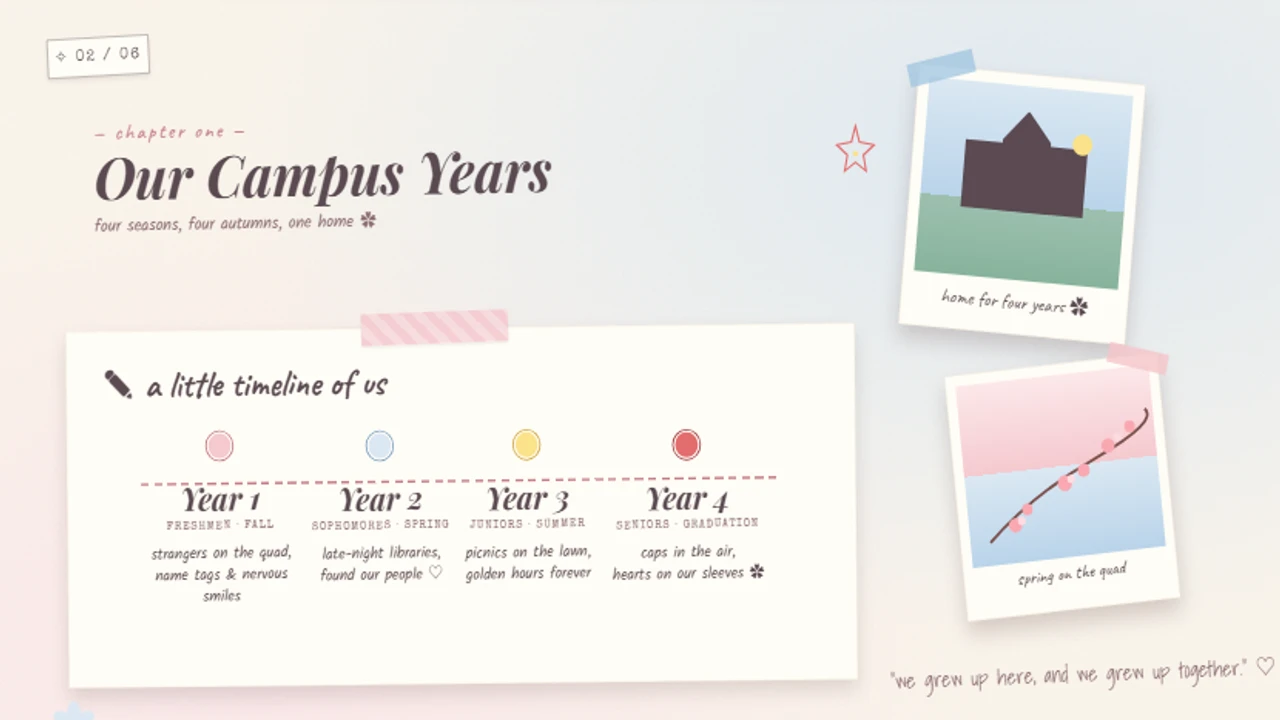 ✧ 02 / 06
– chapter one –
Our Campus Years
four seasons, four autumns, one home ✽
home for four years ✽
✎ a little timeline of us
Year 1
FRESHMEN · FALL
strangers on the quad,
name tags & nervous
smiles
Year 2
SOPHOMORES · SPRING
late-night libraries,
found our people ♡
Year 3
JUNIORS · SUMMER
picnics on the lawn,
golden hours forever
Year 4
SENIORS · GRADUATION
caps in the air,
hearts on our sleeves ✽
spring on the quad
"we grew up here, and we grew up together." ♡